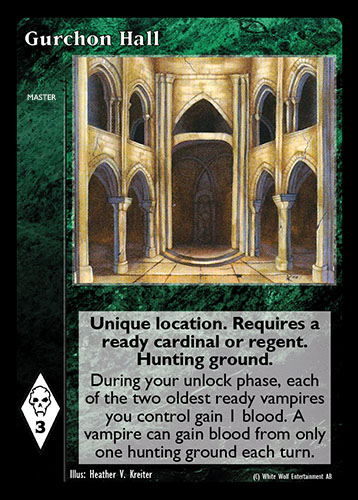 Gurchon Hall
MASTER
Unique location. Requires a
ready cardinal or regent.
Hunting ground.
During your unlock phase, each
of the two oldest ready vampires
you control gain 1 blood. A
vampire can gain blood from only
one hunting ground each turn.
3
Illus: Heather V. Kreiter
(C) White Wolf Entertainment AB